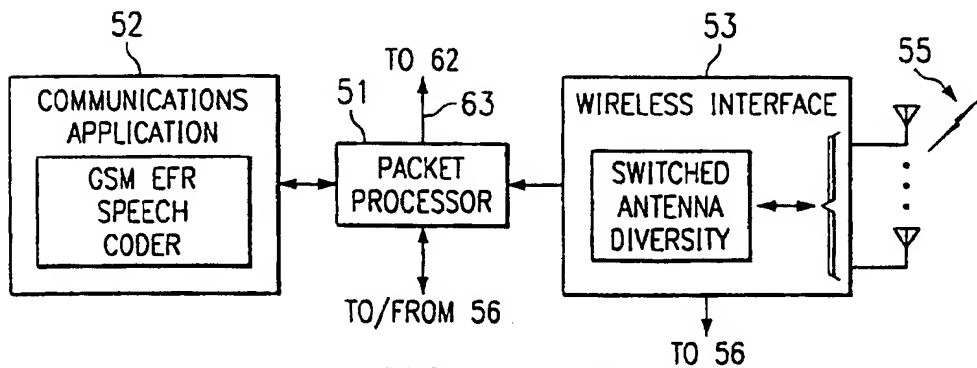 52
COMMUNICATIONS
APPLICATION
GSM EFR
SPEECH
CODER
TO 62
51
63
PACKET
PROCESSOR
TO/FROM 56
53
WIRELESS INTERFACE
SWITCHED
ANTENNA
DIVERSITY
55
TO 56